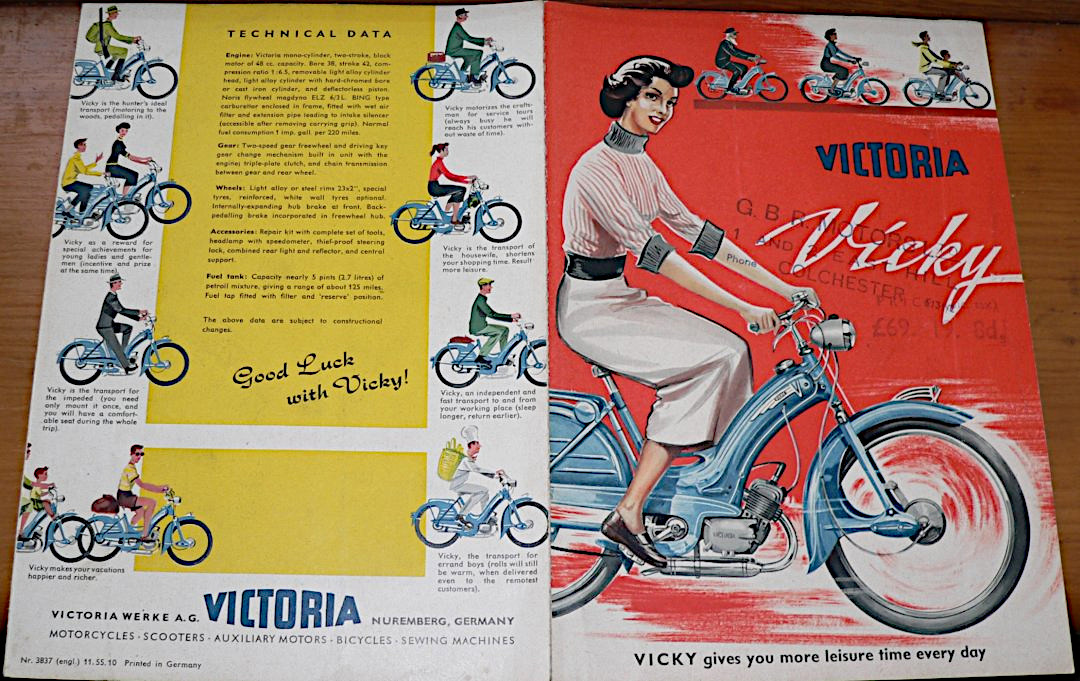 TECHNICAL DATA
Engine: Victoria mono-cylinder, two-stroke, block
motor of 48 cc. capacity. Bore 38, stroke 42, com-
pression ratio 1:6.5, removable light alloy cylinder
head, light alloy cylinder with hard-chromed bore
or cast iron cylinder, and deflectorless piston.
Noris flywheel magdyno ELZ 6/3 L. BING type
carburetter enclosed in frame, fitted with wet air
filter and extension pipe leading to intake silencer
(accessible after removing carrying grip). Normal
fuel consumption 1 imp. gall. per 220 miles.
Gear: Two-speed gear freewheel and driving key
gear change mechanism built in unit with the
engine; triple-plate clutch, and chain transmission
between gear and rear wheel.
Wheels: Light alloy or steel rims 23x2", special
tyres, reinforced, white wall tyres optional.
Internally-expanding hub brake at front. Back-
pedalling brake incorporated in freewheel hub.
Accessories: Repair kit with complete set of tools,
headlamp with speedometer, thief-proof steering
lock, combined rear light and reflector, and central
support.
Fuel tank: Capacity nearly 5 pints (2.7 litres) of
petroil mixture, giving a range of about 125 miles.
Fuel tap fitted with filter and 'reserve' position.
The above data are subject to constructional
changes.
Good Luck
with Vicky!
Vicky is the hunter's ideal
transport (motoring to the
woods, pedalling in it).
Vicky as a reward for
special achievements for
young ladies and gentle-
men (incentive and prize
at the same time).
Vicky is the transport for
the impeded (you need
only mount it once, and
you will have a comfort-
able seat during the whole
trip).
Vicky makes your vacations
happier and richer.
Vicky motorizes the crafts-
man for service tours
(always busy he will
reach his customers with-
out waste of time).
Vicky is the transport of
the housewife, shortens
your shopping time. Result
more leisure.
Vicky, an independent and
fast transport to and from
your working place (sleep
longer, return earlier).
Vicky, the transport for
errand boys (rolls will still
be warm, when delivered
even to the remotest
customers).
VICTORIA WERKE A.G. VICTORIA NUREMBERG, GERMANY
MOTORCYCLES · SCOOTERS · AUXILIARY MOTORS · BICYCLES · SEWING MACHINES
Nr. 3837 (engl.) 11.55.10 Printed in Germany
VICTORIA
Vicky
G. B. R. MOTOR
1 AND
Phone
COLCHESTER
£69
VICTORIA
VICKY gives you more leisure time every day